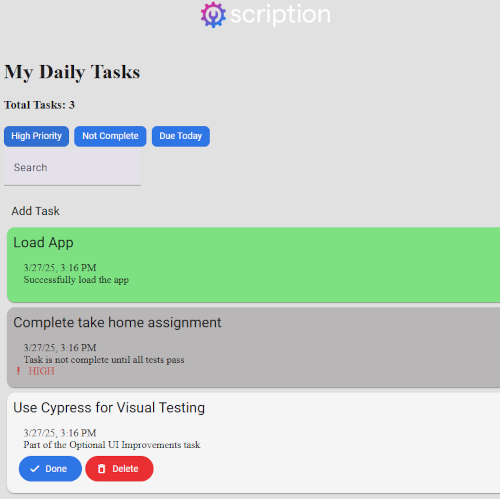 scription
My Daily Tasks
Total Tasks: 3
High Priority Not Complete Due Today
Search
Add Task
Load App
3/27/25, 3:16 PM
Successfully load the app
Complete take home assignment
3/27/25, 3:16 PM
Task is not complete until all tests pass
! HIGH
Use Cypress for Visual Testing
3/27/25, 3:16 PM
Part of the Optional UI Improvements task
Done Delete